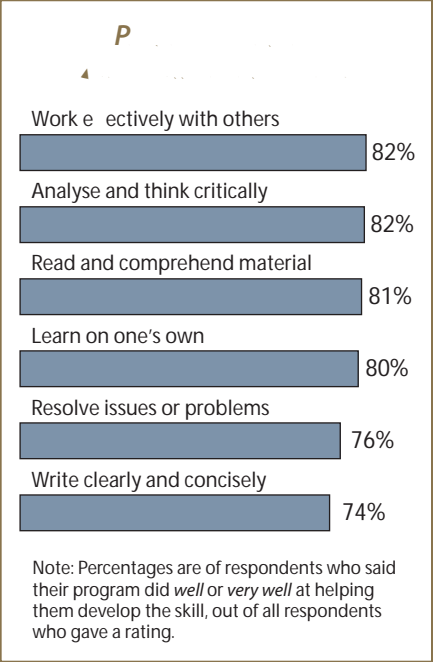 P
Work e ectively with others
82%
Analyse and think critically
82%
Read and comprehend material
81%
Learn on one's own
80%
Resolve issues or problems
76%
Write clearly and concisely
74%
Note: Percentages are of respondents who said
their program did well or very well at helping
them develop the skill, out of all respondents
who gave a rating.